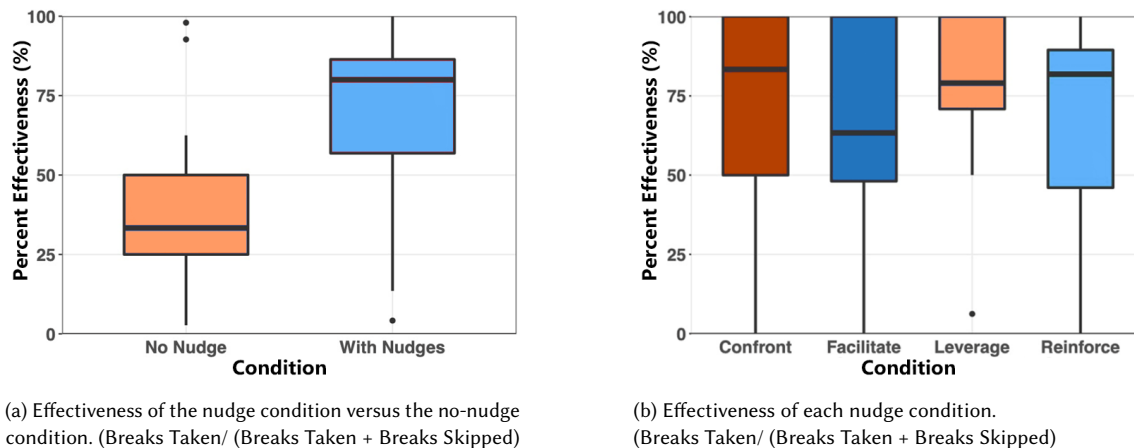 100
75
50
25
0
Percent Effectiveness (%)
No Nudge
With Nudges
Condition
(a) Effectiveness of the nudge condition versus the no-nudge
condition. (Breaks Taken/ (Breaks Taken + Breaks Skipped)
100
75
50
25
0
Percent Effectiveness (%)
Confront
Facilitate
Leverage
Reinforce
Condition
(b) Effectiveness of each nudge condition.
(Breaks Taken/ (Breaks Taken + Breaks Skipped)